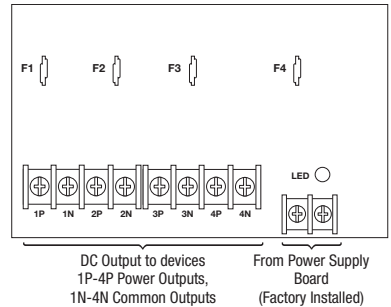 F1 F2 F3 F4
LED
1P 1N 2P 2N 3P 3N 4P 4N
DC Output to devices
1P-4P Power Outputs,
1N-4N Common Outputs
From Power Supply
Board
(Factory Installed)